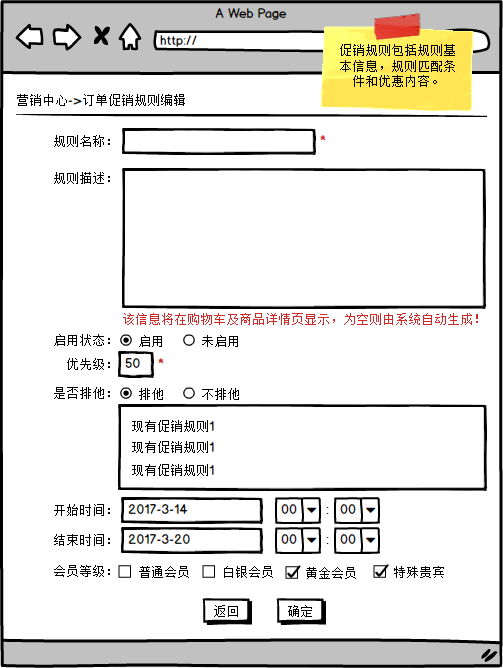 A Web Page
http://
促销规则包括规则基
本信息，规则匹配条
件和优惠内容。
营销中心->订单促销规则编辑
规则名称： *
规则描述：
该信息将在购物车及商品详情页显示，为空则由系统自动生成！
启用状态： 启用 未启用
优先级： 50 *
是否排他： 排他 不排他
现有促销规则1
现有促销规则1
现有促销规则1
开始时间： 2017-3-14 00 : 00
结束时间： 2017-3-20 00 : 00
会员等级： 普通会员 白银会员 黄金会员 特殊贵宾
返回 确定